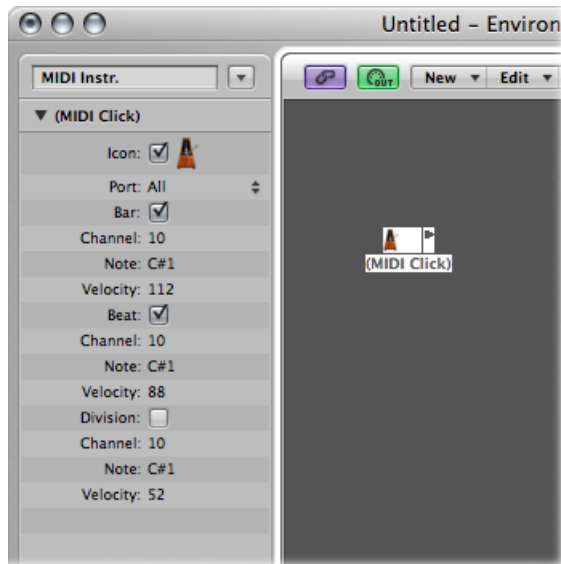 Untitled – Environ
MIDI Instr.
OUT New Edit
(MIDI Click)
Icon:
Port: All
Bar:
Channel: 10
Note: C#1
Velocity: 112
Beat:
Channel: 10
Note: C#1
Velocity: 88
Division:
Channel: 10
Note: C#1
Velocity: 52
(MIDI Click)